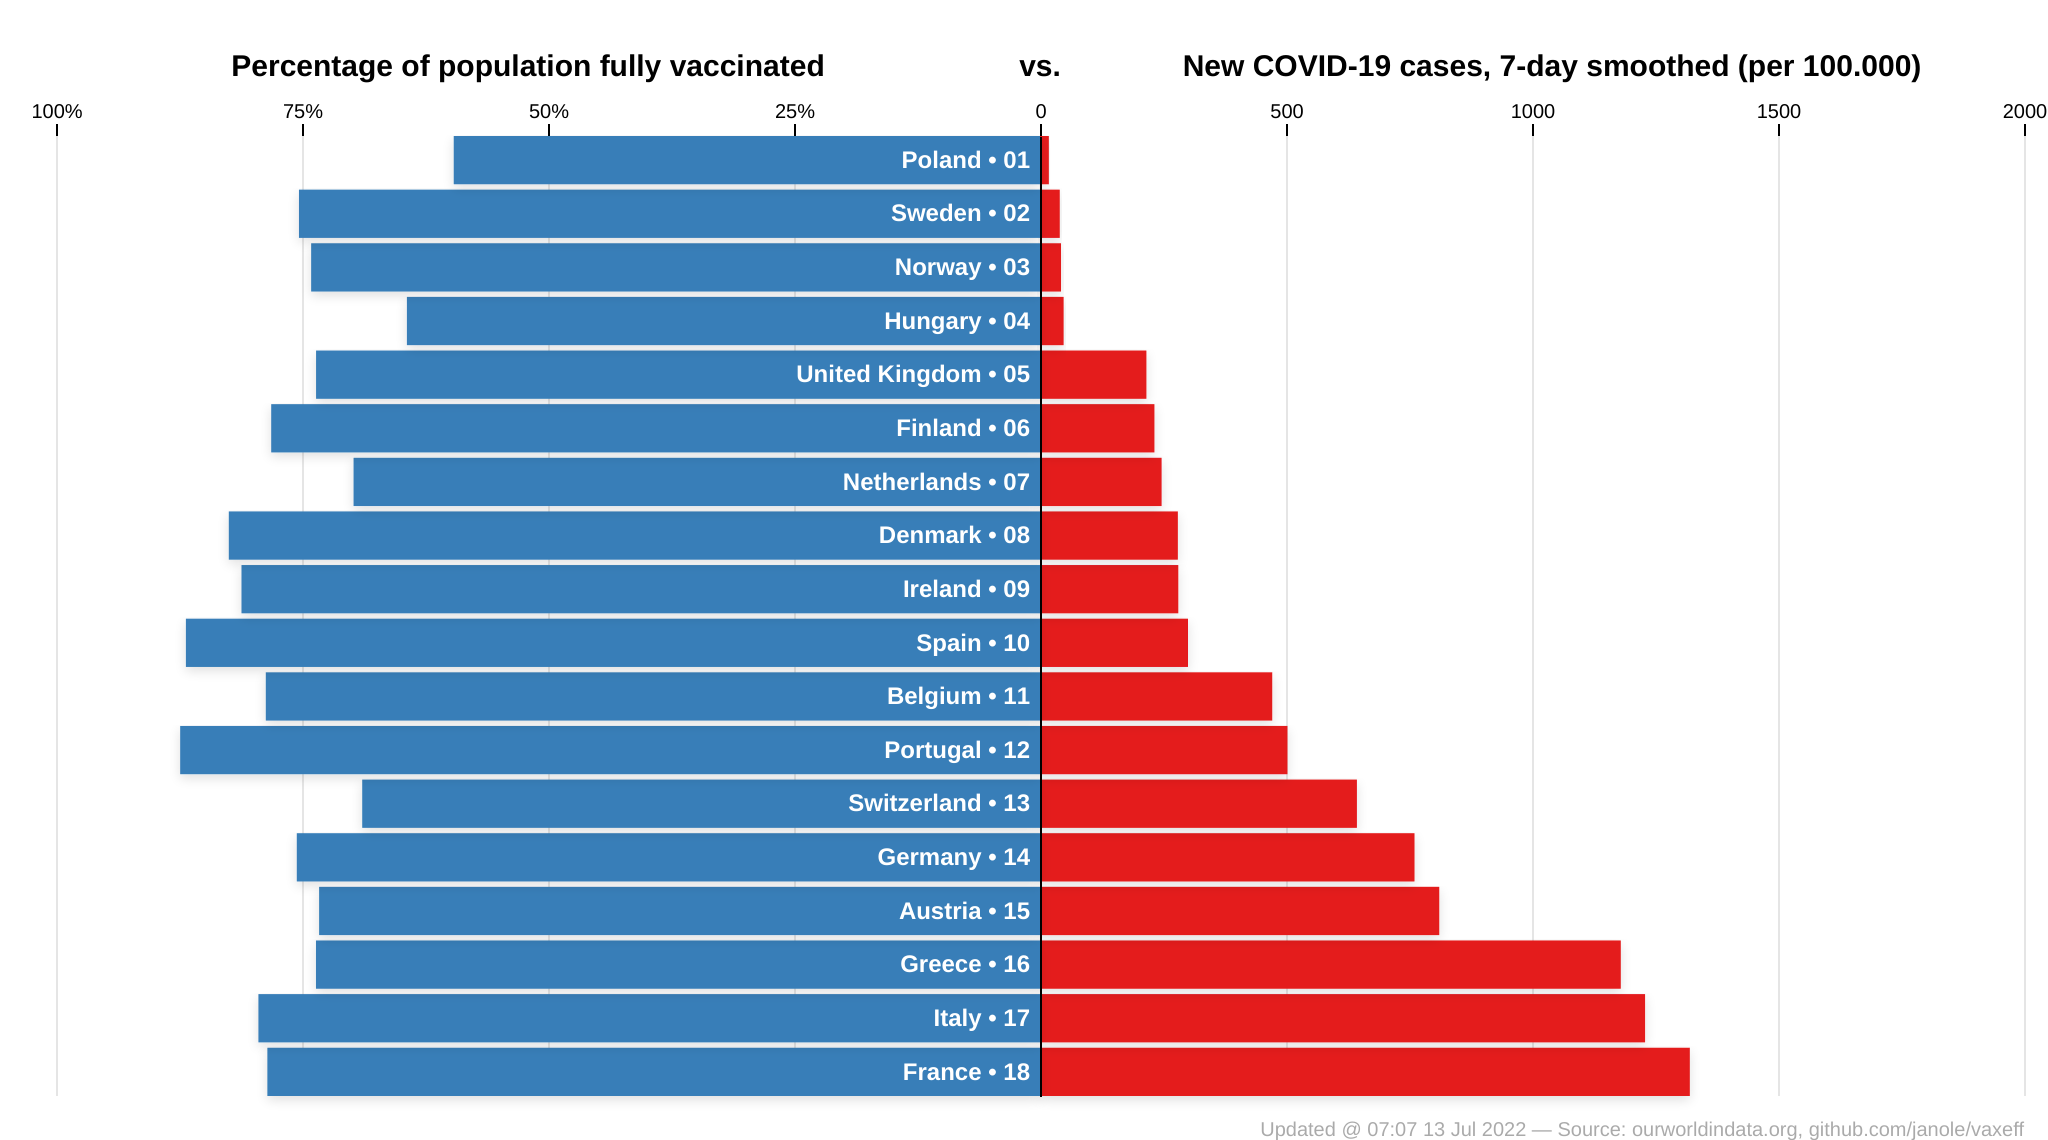 Percentage of population fully vaccinated vs. New COVID-19 cases, 7-day smoothed (per 100.000)
100% 75% 50% 25% 0 500 1000 1500 2000
Poland • 01
Sweden • 02
Norway • 03
Hungary • 04
United Kingdom • 05
Finland • 06
Netherlands • 07
Denmark • 08
Ireland • 09
Spain • 10
Belgium • 11
Portugal • 12
Switzerland • 13
Germany • 14
Austria • 15
Greece • 16
Italy • 17
France • 18
Updated @ 07:07 13 Jul 2022 — Source: ourworldindata.org, github.com/janole/vaxeff